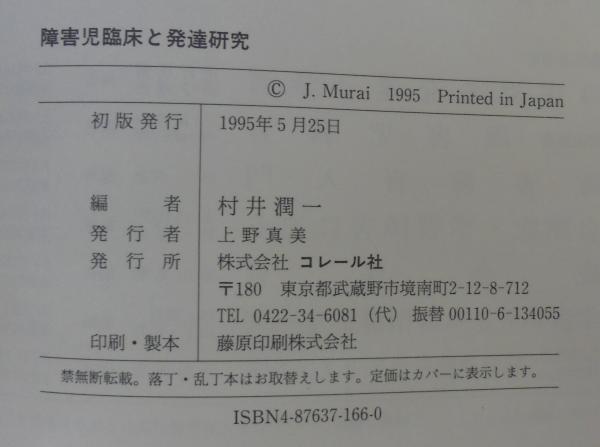 障害児臨床と発達研究
© J. Murai 1995 Printed in Japan
初版発行 1995年5月25日
編者 村井潤一
発行者 上野真美
発行所 株式会社 コレール社
〒180 東京都武蔵野市境南町2-12-8-712
TEL 0422-34-6081（代）振替00110-6-134055
印刷・製本 藤原印刷株式会社
禁無断転載。落丁・乱丁本はお取替えします。定価はカバーに表示します。
ISBN4-87637-166-0